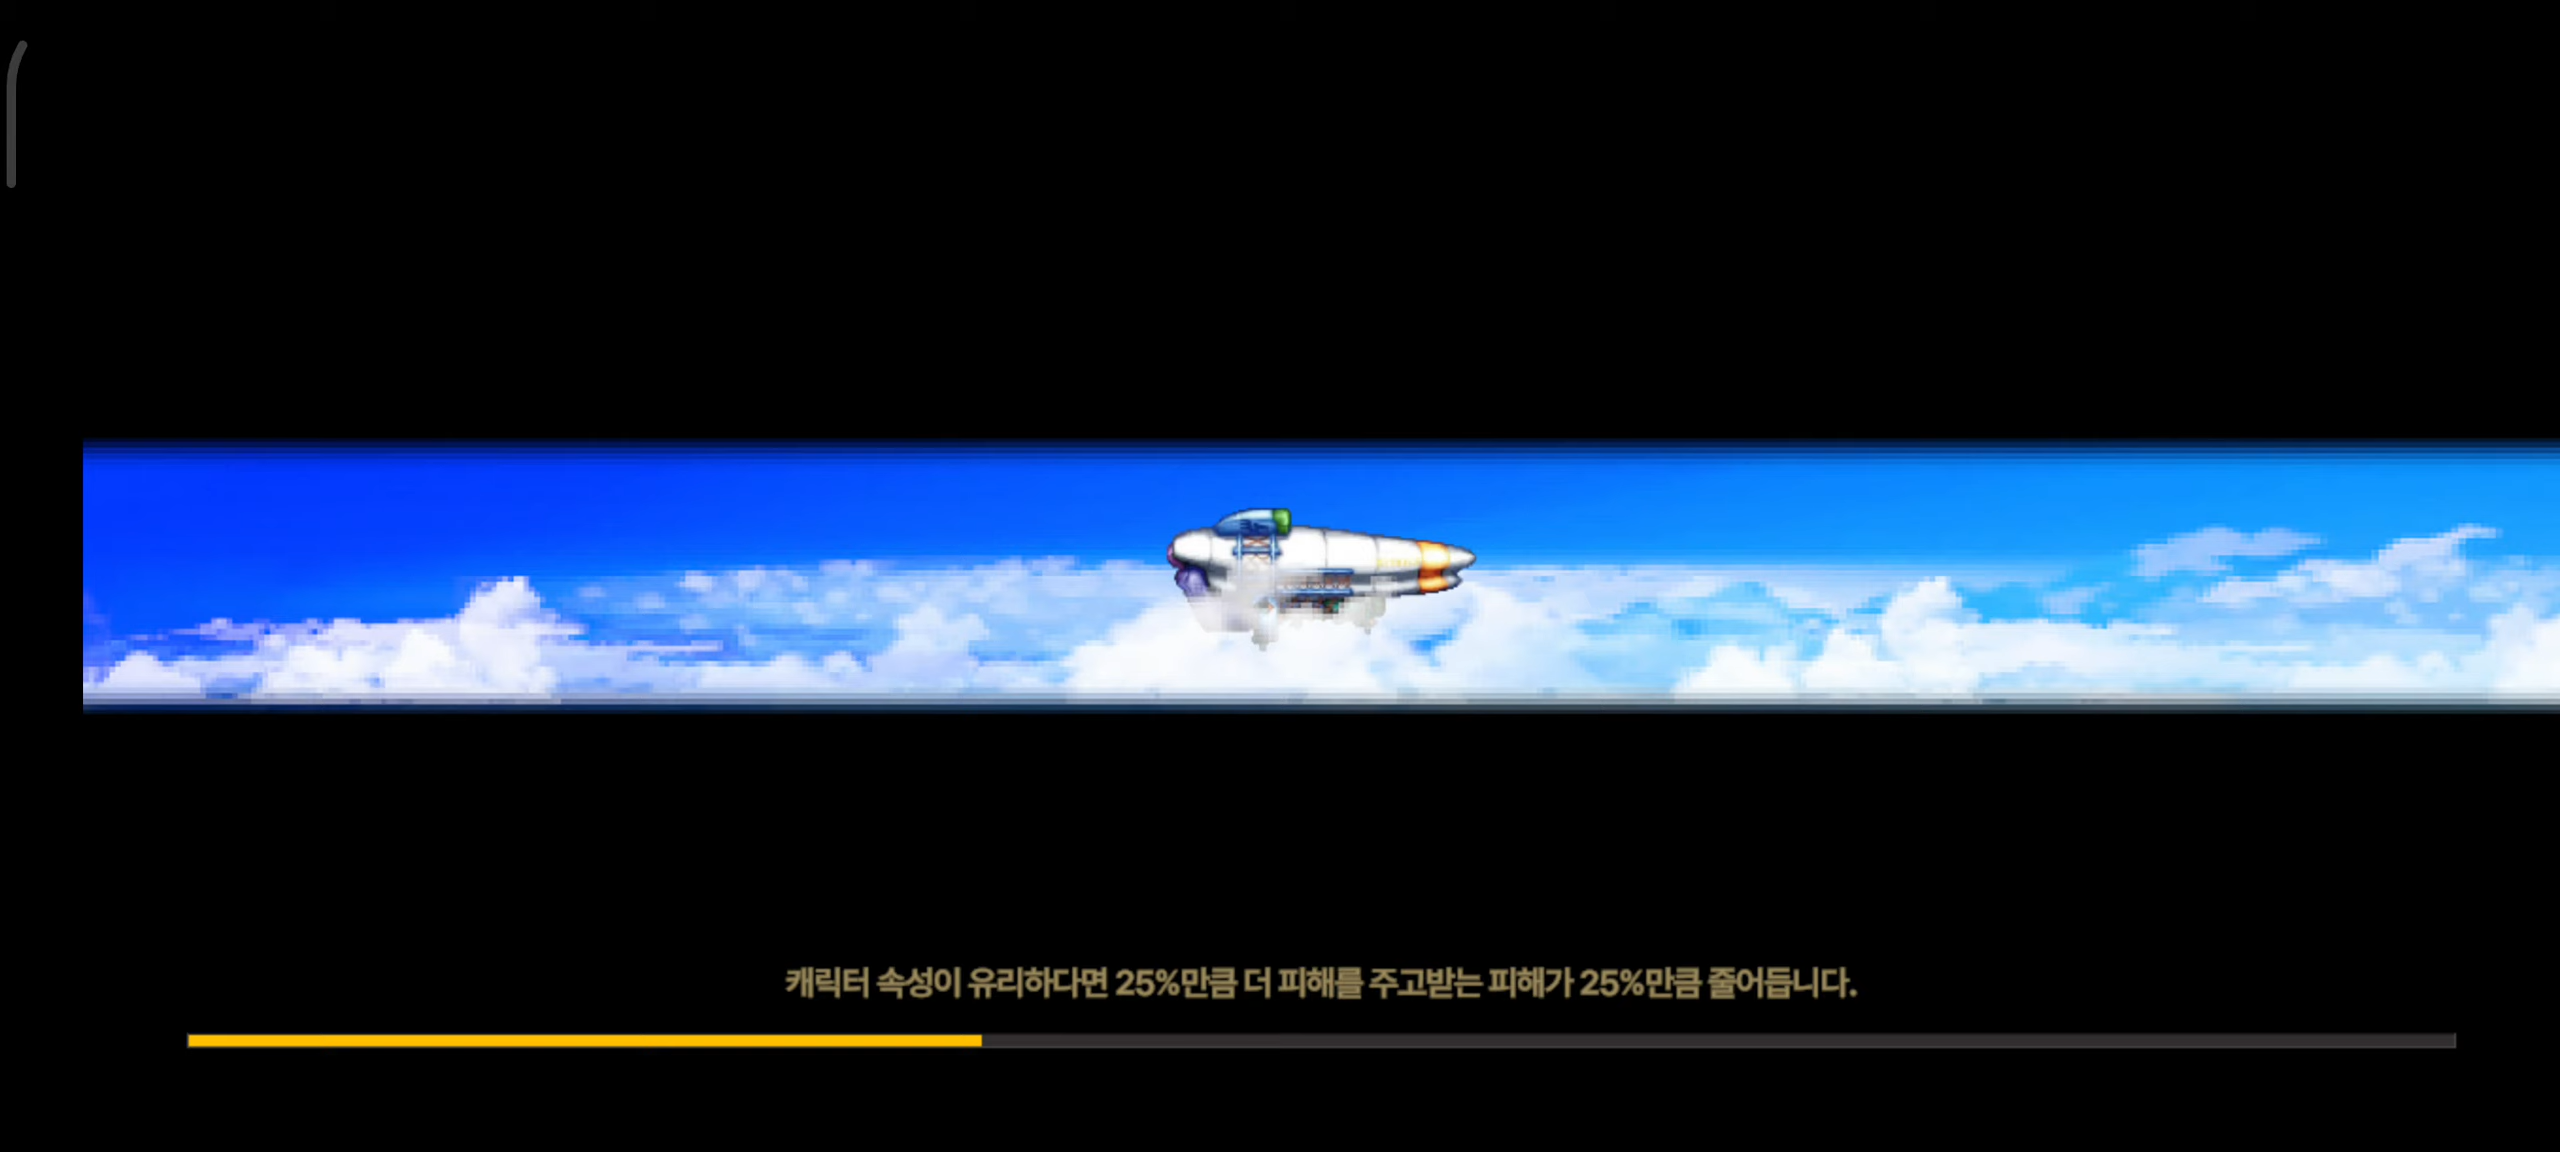 캐릭터 속성이 유리하다면 25%만큼 더 피해를 주고받는 피해가 25%만큼 줄어듭니다.